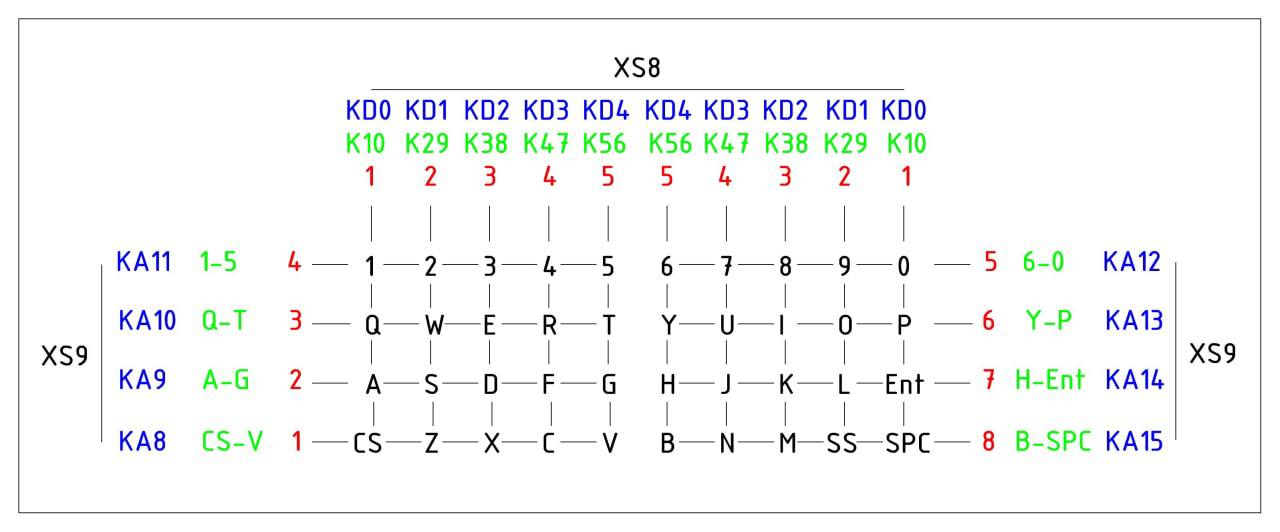 XS8
KD0 KD1 KD2 KD3 KD4 KD4 KD3 KD2 KD1 KD0
K10 K29 K38 K47 K56 K56 K47 K38 K29 K10
1 2 3 4 5 5 4 3 2 1
KA11 1-5 4 1 2 3 4 5 6 7 8 9 0 5 6-0 KA12
KA10 Q-T 3 Q W E R T Y U I O P 6 Y-P KA13
XS9 XS9
KA9 A-G 2 A S D F G H J K L Ent 7 H-Ent KA14
KA8 CS-V 1 CS Z X C V B N M SS SPC 8 B-SPC KA15